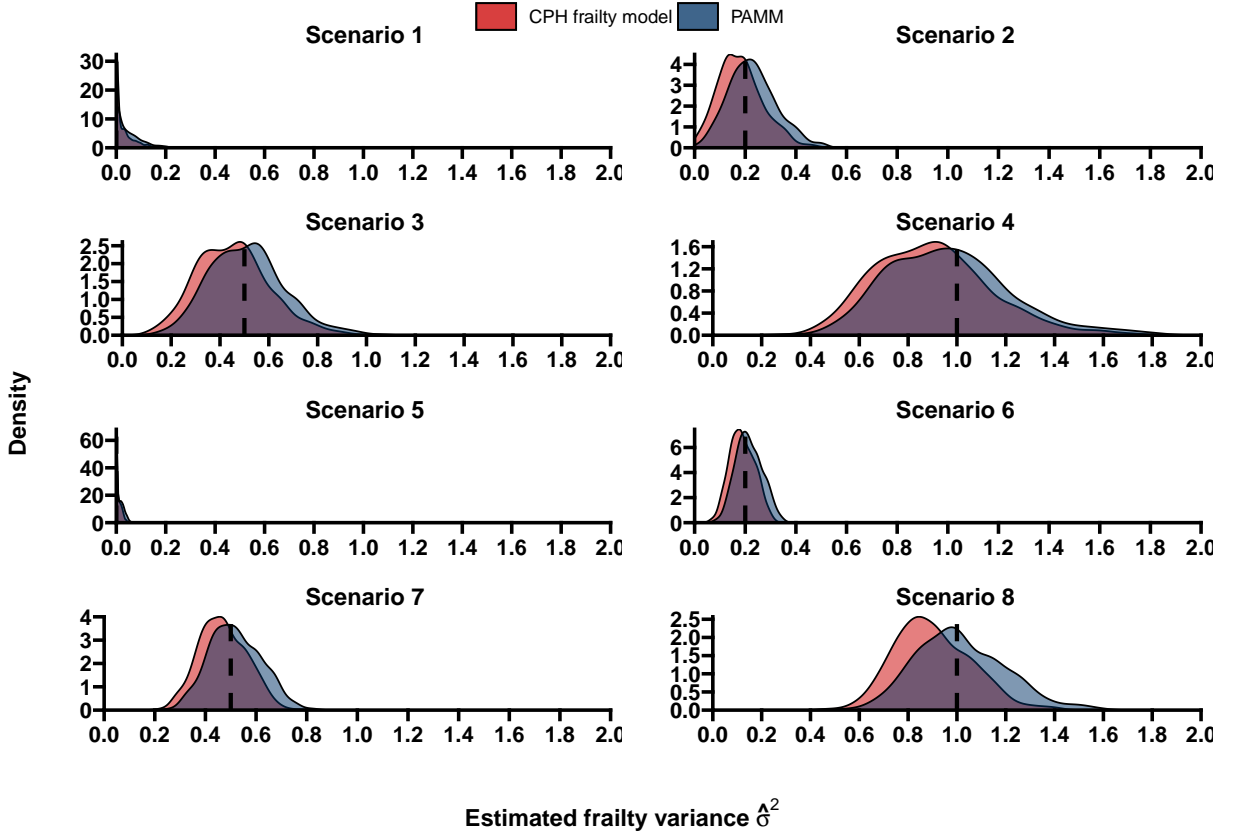 CPH frailty model PAMM
Scenario 1
30
20
10
0
0.0 0.2 0.4 0.6 0.8 1.0 1.2 1.4 1.6 1.8 2.0
Scenario 2
4
3
2
1
0
0.0 0.2 0.4 0.6 0.8 1.0 1.2 1.4 1.6 1.8 2.0
Scenario 3
2.5
2.0
1.5
1.0
0.5
0.0
0.0 0.2 0.4 0.6 0.8 1.0 1.2 1.4 1.6 1.8 2.0
Scenario 4
1.6
1.2
0.8
0.4
0.0
0.0 0.2 0.4 0.6 0.8 1.0 1.2 1.4 1.6 1.8 2.0
Density
Scenario 5
60
40
20
0
0.0 0.2 0.4 0.6 0.8 1.0 1.2 1.4 1.6 1.8 2.0
Scenario 6
6
4
2
0
0.0 0.2 0.4 0.6 0.8 1.0 1.2 1.4 1.6 1.8 2.0
Scenario 7
4
3
2
1
0
0.0 0.2 0.4 0.6 0.8 1.0 1.2 1.4 1.6 1.8 2.0
Scenario 8
2.5
2.0
1.5
1.0
0.5
0.0
0.0 0.2 0.4 0.6 0.8 1.0 1.2 1.4 1.6 1.8 2.0
Estimated frailty variance σ̂²